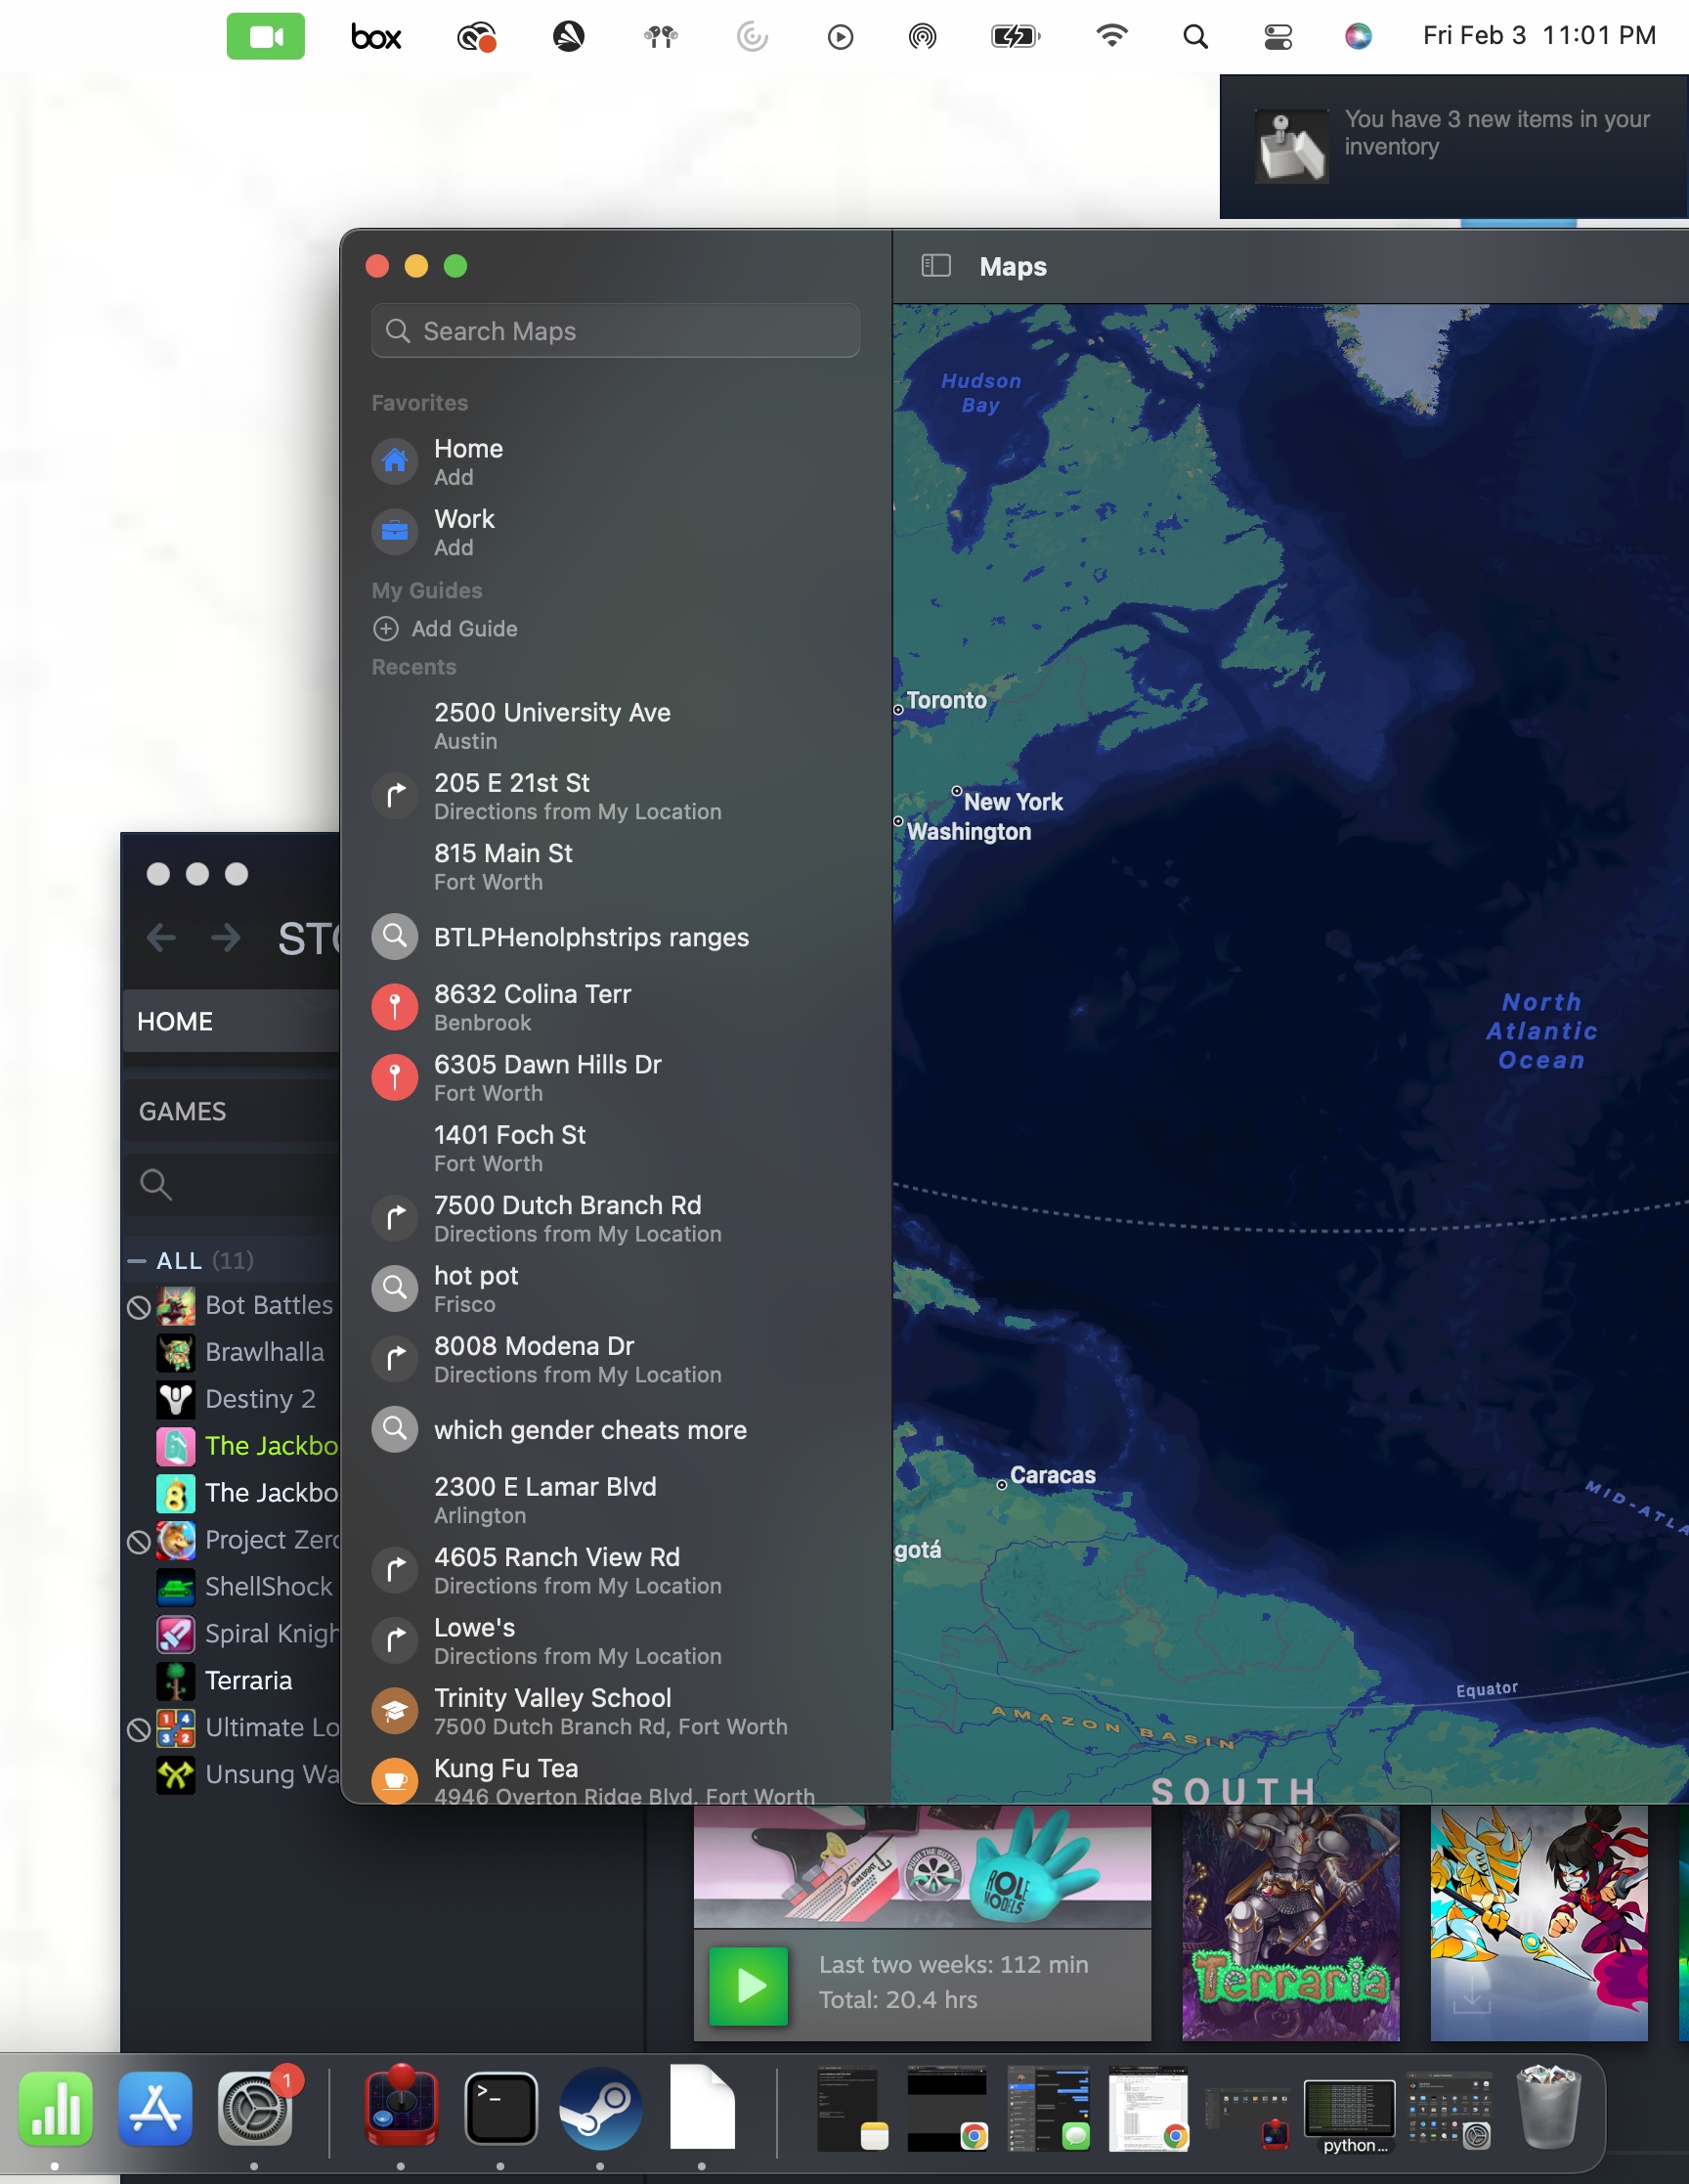 box
Fri Feb 3 11:01 PM
You have 3 new items in your
inventory
Maps
Search Maps
Favorites
Home
Add
Work
Add
My Guides
Add Guide
Recents
2500 University Ave
Austin
205 E 21st St
Directions from My Location
815 Main St
Fort Worth
BTLPHenolphstrips ranges
8632 Colina Terr
Benbrook
6305 Dawn Hills Dr
Fort Worth
1401 Foch St
Fort Worth
7500 Dutch Branch Rd
Directions from My Location
hot pot
Frisco
8008 Modena Dr
Directions from My Location
which gender cheats more
2300 E Lamar Blvd
Arlington
4605 Ranch View Rd
Directions from My Location
Lowe's
Directions from My Location
Trinity Valley School
7500 Dutch Branch Rd, Fort Worth
Kung Fu Tea
4946 Overton Ridge Blvd, Fort Worth
Hudson
Bay
Toronto
New York
Washington
North
Atlantic
Ocean
Caracas
gotá
MID-ATLA
Equator
AMAZON BASIN
SOUTH
STO
HOME
GAMES
ALL (11)
Bot Battles
Brawlhalla
Destiny 2
The Jackbo
The Jackbo
Project Zero
ShellShock
Spiral Knigh
Terraria
Ultimate Lo
Unsung Wa
QUIPLASH
PUSH THE BUTTON
ROLE
MODELS
Last two weeks: 112 min
Total: 20.4 hrs
Terraria
1
python...